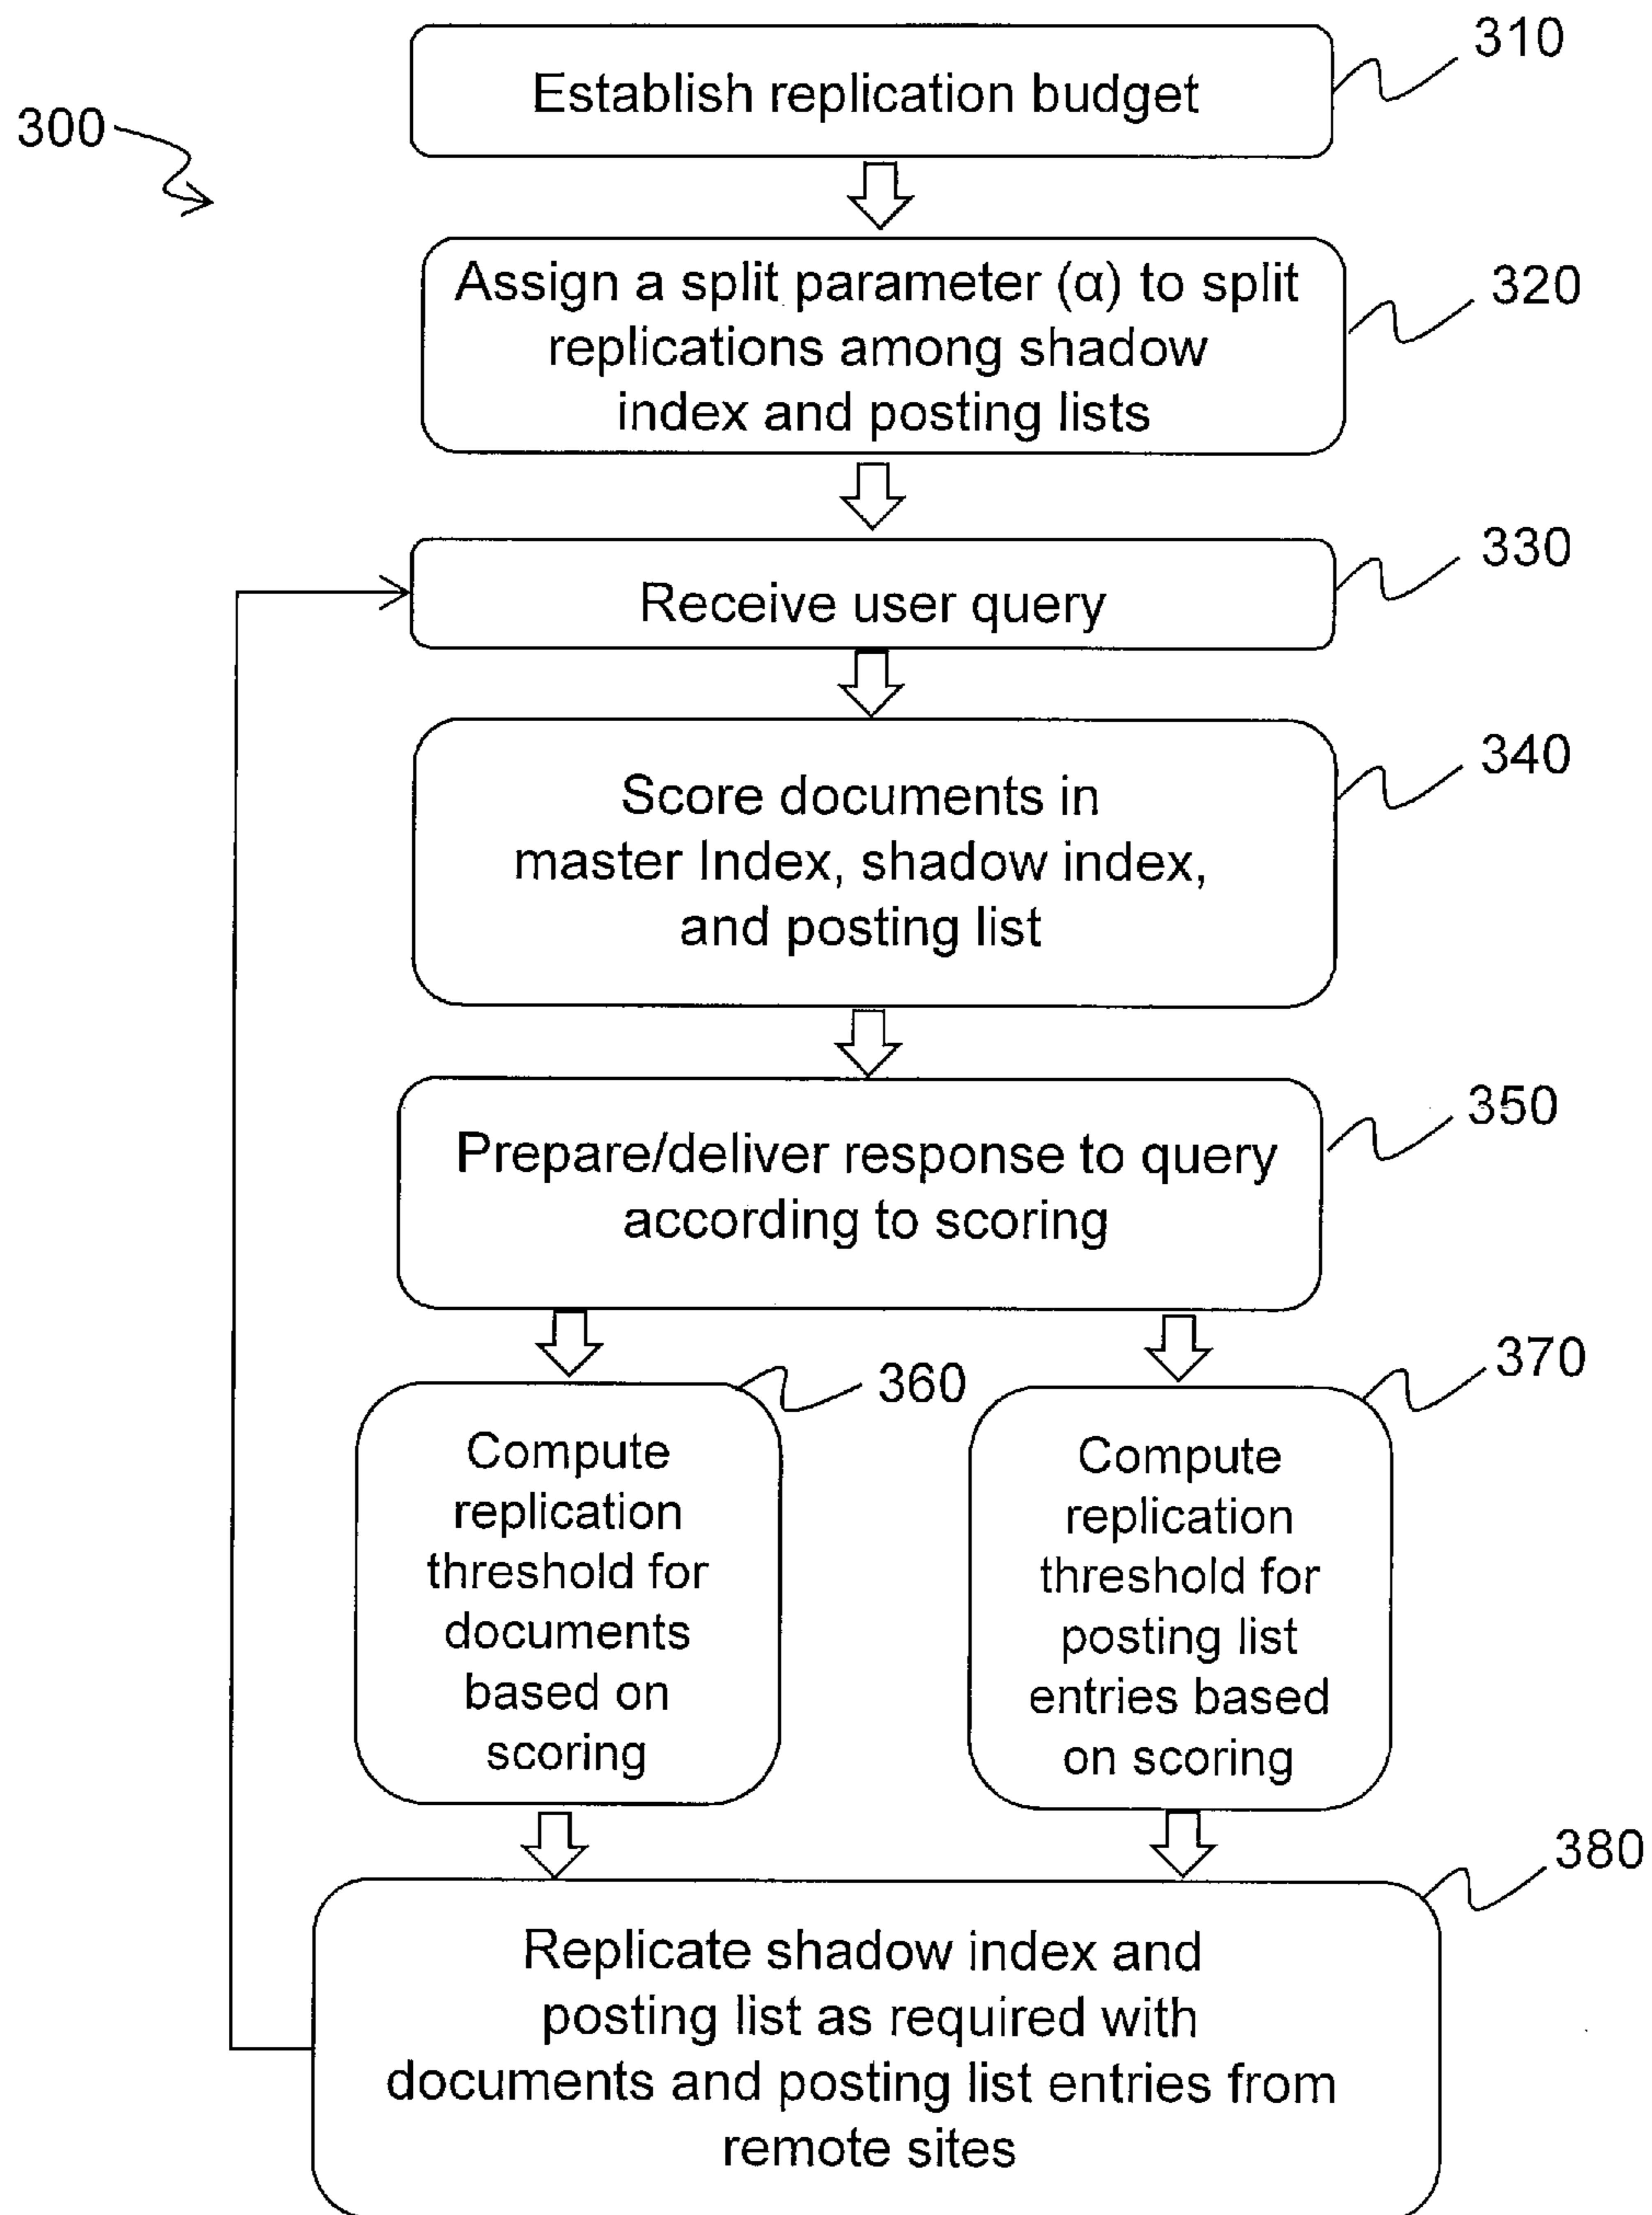 310
Establish replication budget
300
320
Assign a split parameter (α) to split
replications among shadow
index and posting lists
330
Receive user query
340
Score documents in
master Index, shadow index,
and posting list
350
Prepare/deliver response to query
according to scoring
360
Compute
replication
threshold for
documents
based on
scoring
370
Compute
replication
threshold for
posting list
entries based
on scoring
380
Replicate shadow index and
posting list as required with
documents and posting list entries from
remote sites